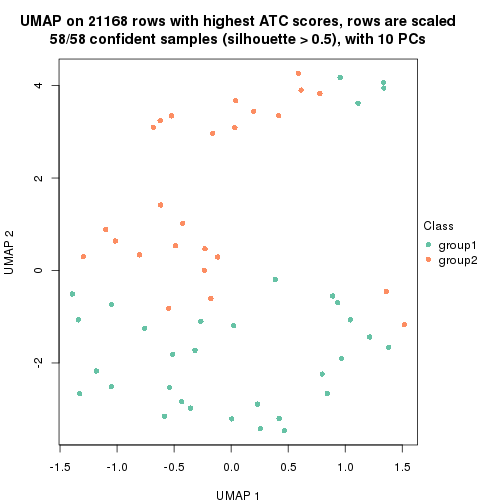 UMAP on 21168 rows with highest ATC scores, rows are scaled
58/58 confident samples (silhouette > 0.5), with 10 PCs
4
2
0
-2
UMAP 2
Class
group1
group2
-1.5 -1.0 -0.5 0.0 0.5 1.0 1.5
UMAP 1